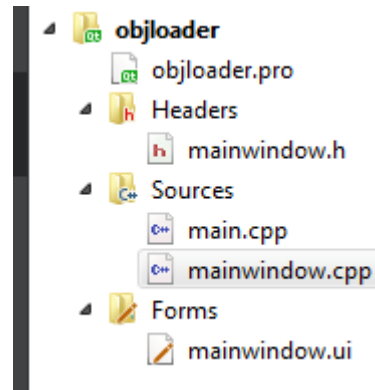 objloader
objloader.pro
Headers
mainwindow.h
Sources
main.cpp
mainwindow.cpp
Forms
mainwindow.ui